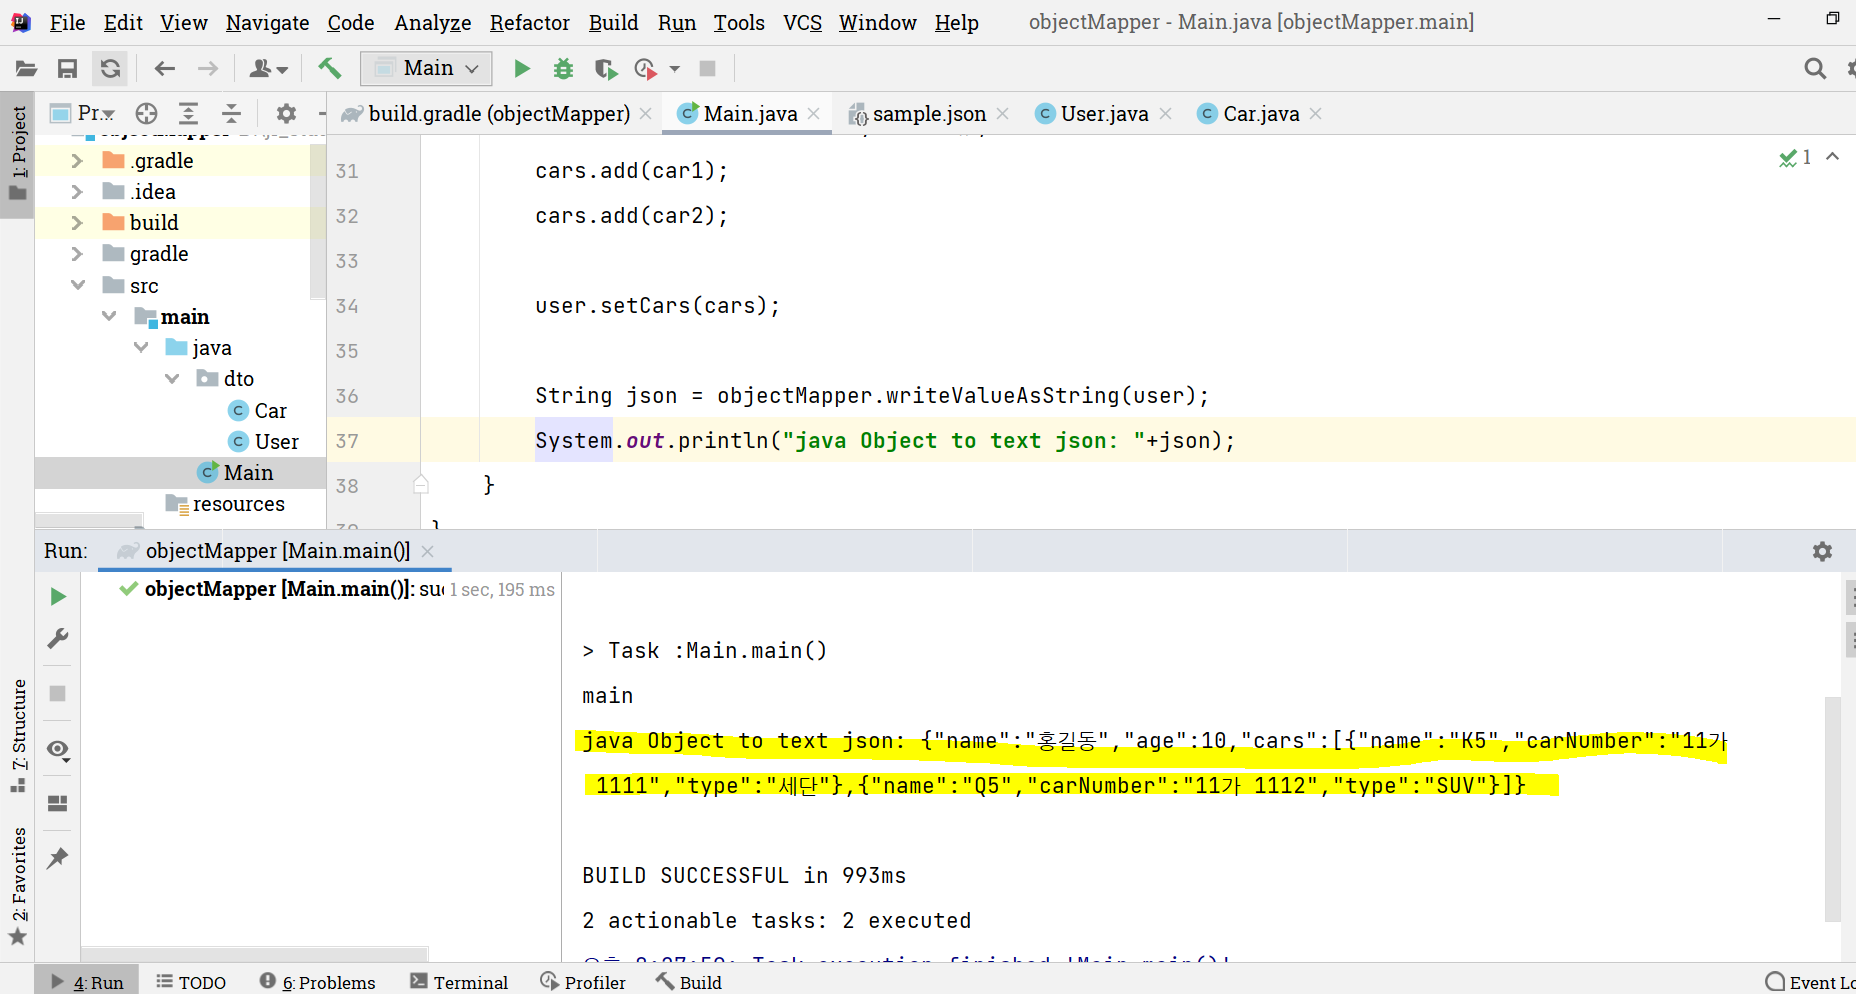 File Edit View Navigate Code Analyze Refactor Build Run Tools VCS Window Help objectMapper - Main.java [objectMapper.main]
Main
1: Project
Pr...
build.gradle (objectMapper)
Main.java
sample.json
User.java
Car.java
objectMapper
.gradle
.idea
build
gradle
src
main
java
dto
Car
User
Main
resources
31 cars.add(car1);
32 cars.add(car2);
33
34 user.setCars(cars);
35
36 String json = objectMapper.writeValueAsString(user);
37 System.out.println("java Object to text json: "+json);
38 }
39 }
1
Run: objectMapper [Main.main()]
objectMapper [Main.main()]: suc 1 sec, 195 ms
> Task :Main.main()
main
java Object to text json: {"name":"홍길동","age":10,"cars":[{"name":"K5","carNumber":"11가
1111","type":"세단"},{"name":"Q5","carNumber":"11가 1112","type":"SUV"}]}
BUILD SUCCESSFUL in 993ms
2 actionable tasks: 2 executed
Task execution finished 'Main.main()'.
7: Structure
2: Favorites
4: Run TODO 6: Problems Terminal Profiler Build Event Lo